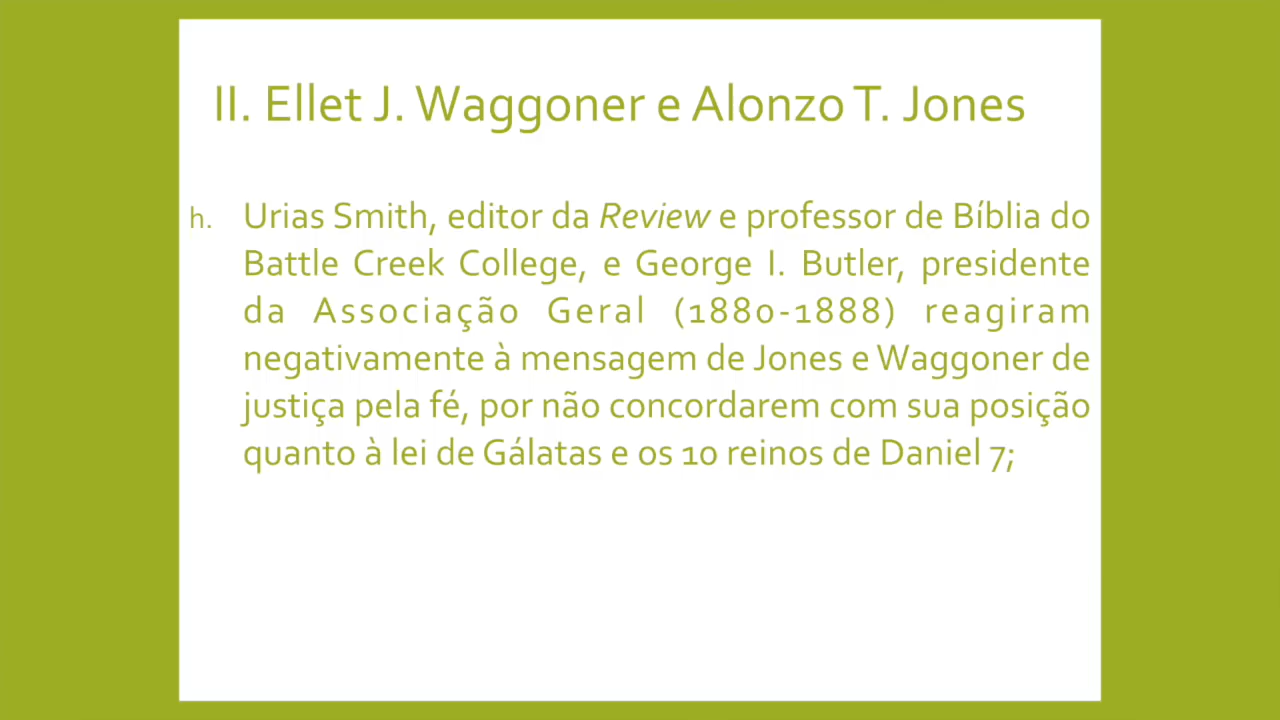 II. Ellet J. Waggoner e Alonzo T. Jones
h. Urias Smith, editor da Review e professor de Bíblia do
Battle Creek College, e George I. Butler, presidente
da Associação Geral (1880-1888) reagiram
negativamente à mensagem de Jones e Waggoner de
justiça pela fé, por não concordarem com sua posição
quanto à lei de Gálatas e os 10 reinos de Daniel 7;